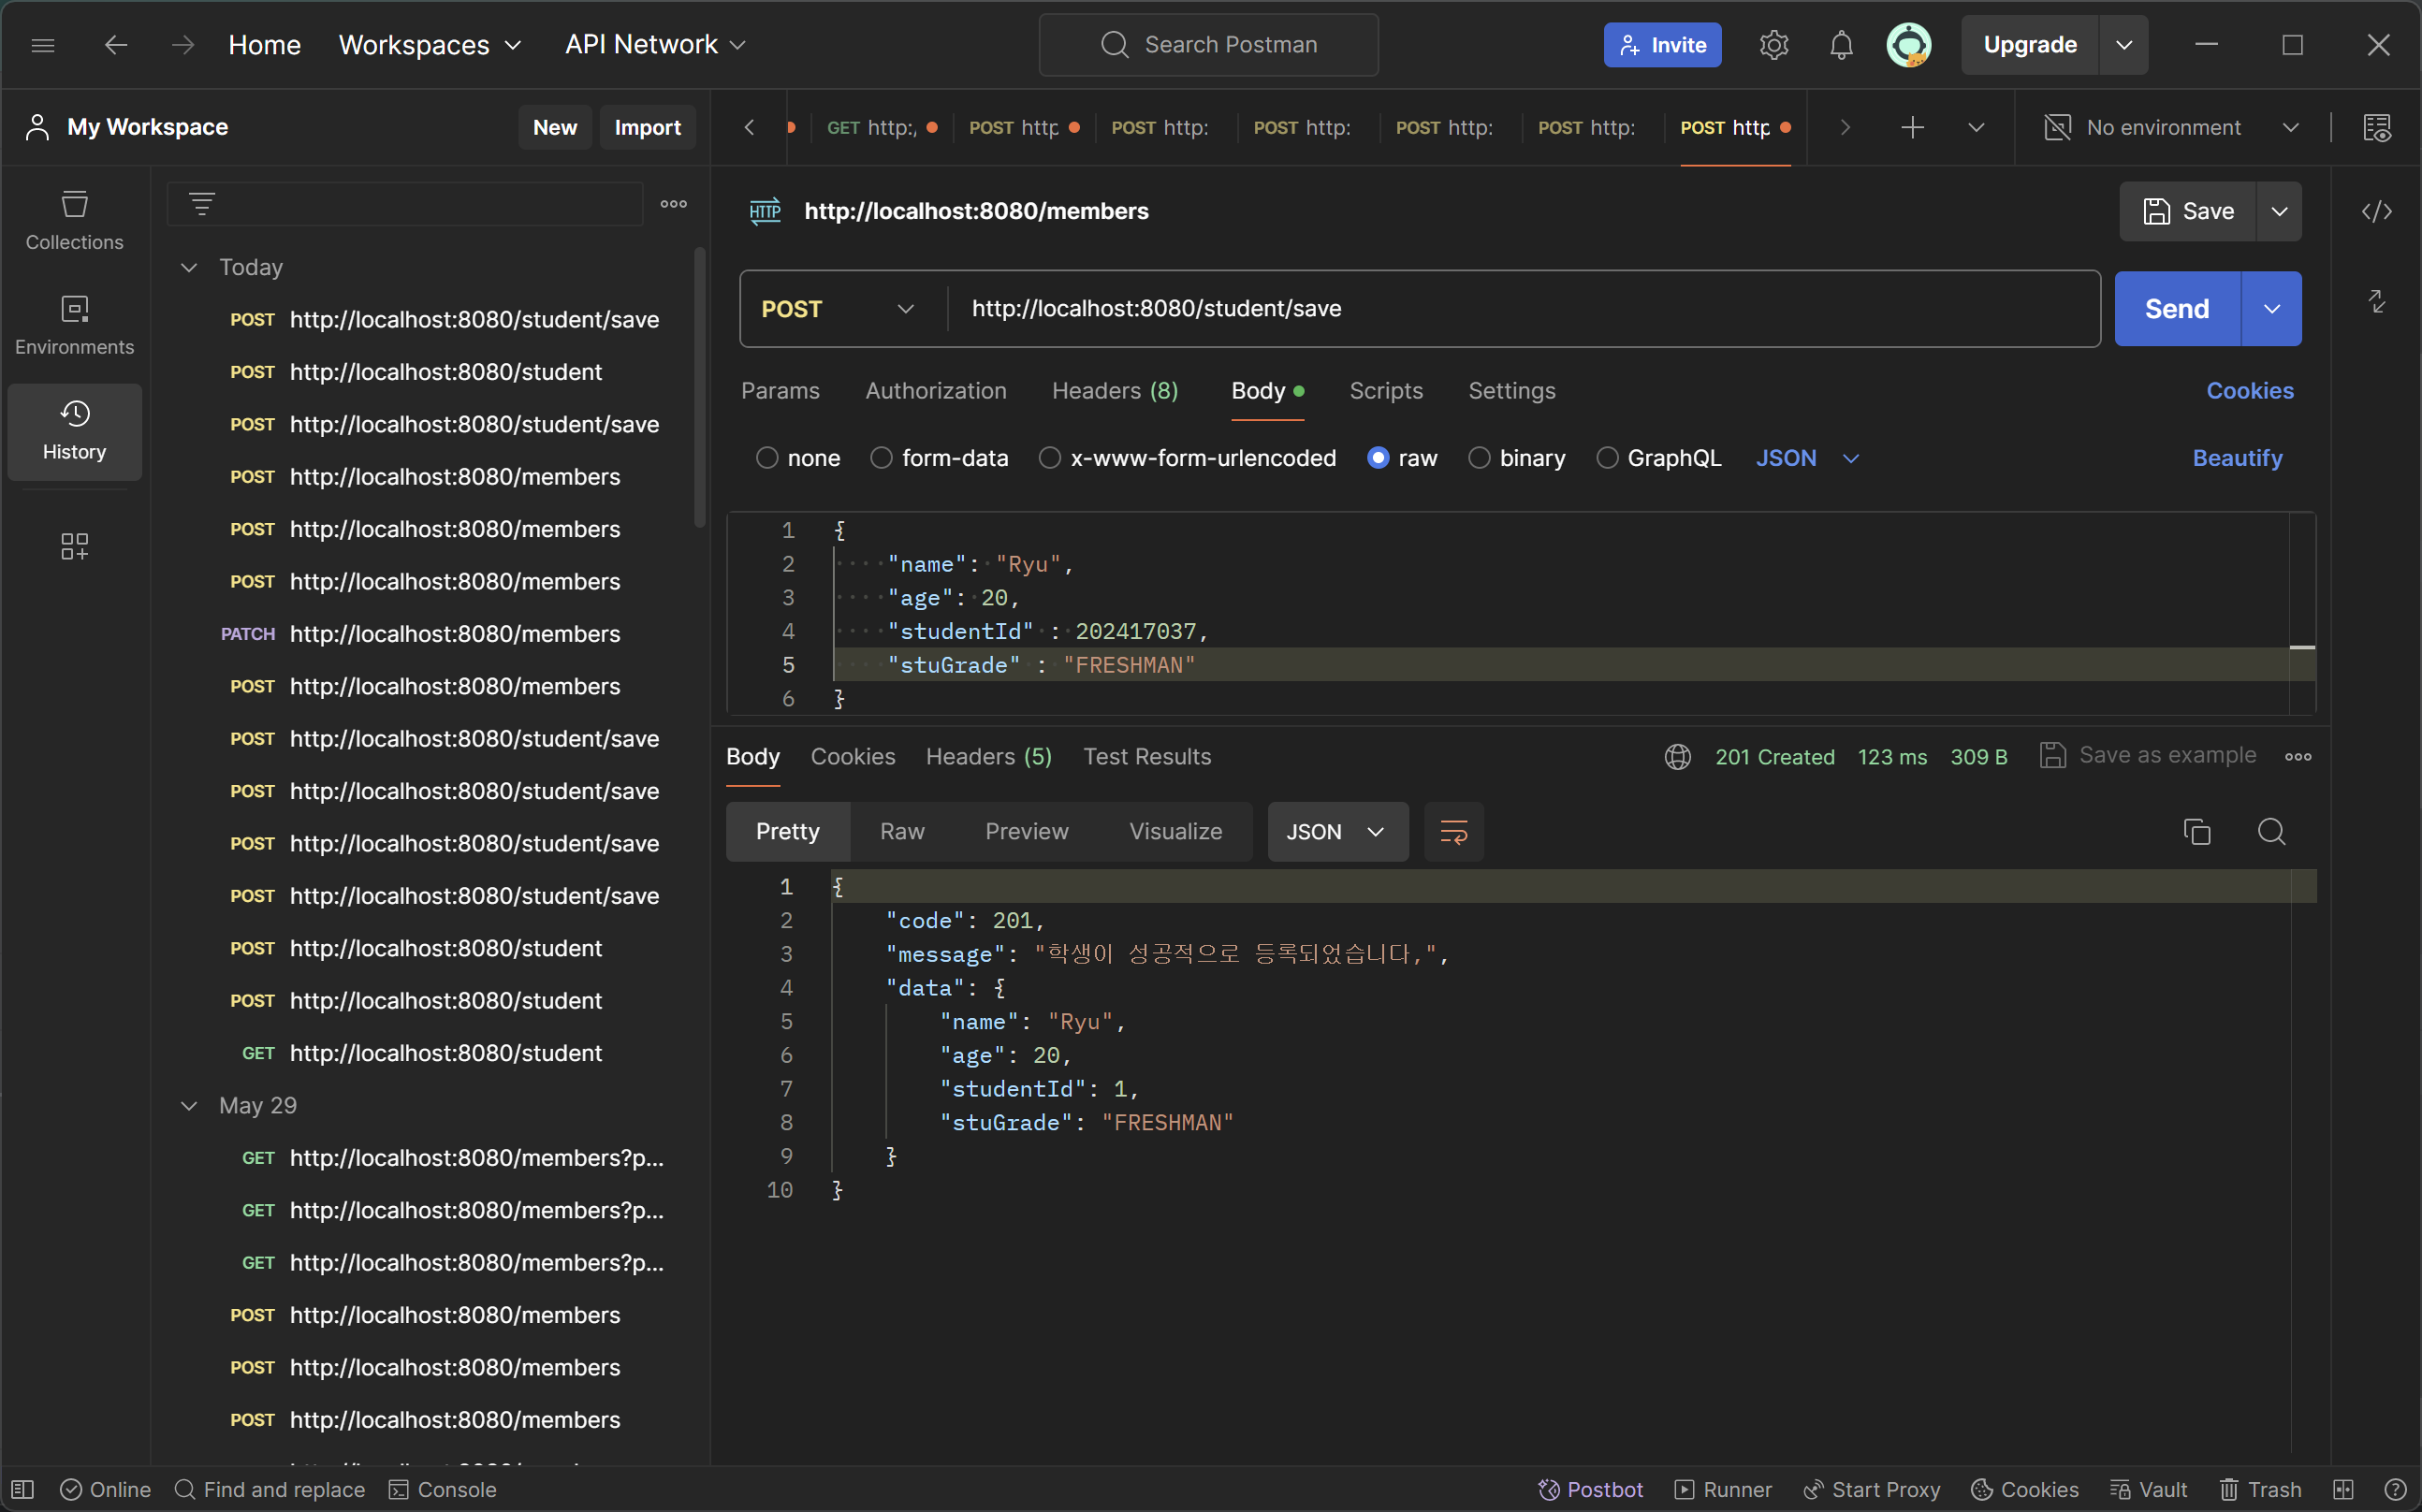 Home Workspaces API Network Search Postman Invite Upgrade
My Workspace New Import GET http:/ POST http POST http: POST http: POST http: POST http: POST http No environment
Collections
Environments
History
Today
POST http://localhost:8080/student/save
POST http://localhost:8080/student
POST http://localhost:8080/student/save
POST http://localhost:8080/members
POST http://localhost:8080/members
POST http://localhost:8080/members
PATCH http://localhost:8080/members
POST http://localhost:8080/members
POST http://localhost:8080/student/save
POST http://localhost:8080/student/save
POST http://localhost:8080/student/save
POST http://localhost:8080/student/save
POST http://localhost:8080/student
POST http://localhost:8080/student
GET http://localhost:8080/student
May 29
GET http://localhost:8080/members?p...
GET http://localhost:8080/members?p...
GET http://localhost:8080/members?p...
POST http://localhost:8080/members
POST http://localhost:8080/members
POST http://localhost:8080/members
HTTP http://localhost:8080/members Save
POST http://localhost:8080/student/save Send
Params Authorization Headers (8) Body Scripts Settings Cookies
none form-data x-www-form-urlencoded raw binary GraphQL JSON Beautify
1 {
2 "name": "Ryu",
3 "age": 20,
4 "studentId" : 202417037,
5 "stuGrade" : "FRESHMAN"
6 }
Body Cookies Headers (5) Test Results 201 Created 123 ms 309 B Save as example
Pretty Raw Preview Visualize JSON
1 {
2 "code": 201,
3 "message": "학생이 성공적으로 등록되었습니다,",
4 "data": {
5 "name": "Ryu",
6 "age": 20,
7 "studentId": 1,
8 "stuGrade": "FRESHMAN"
9 }
10 }
Online Find and replace Console Postbot Runner Start Proxy Cookies Vault Trash